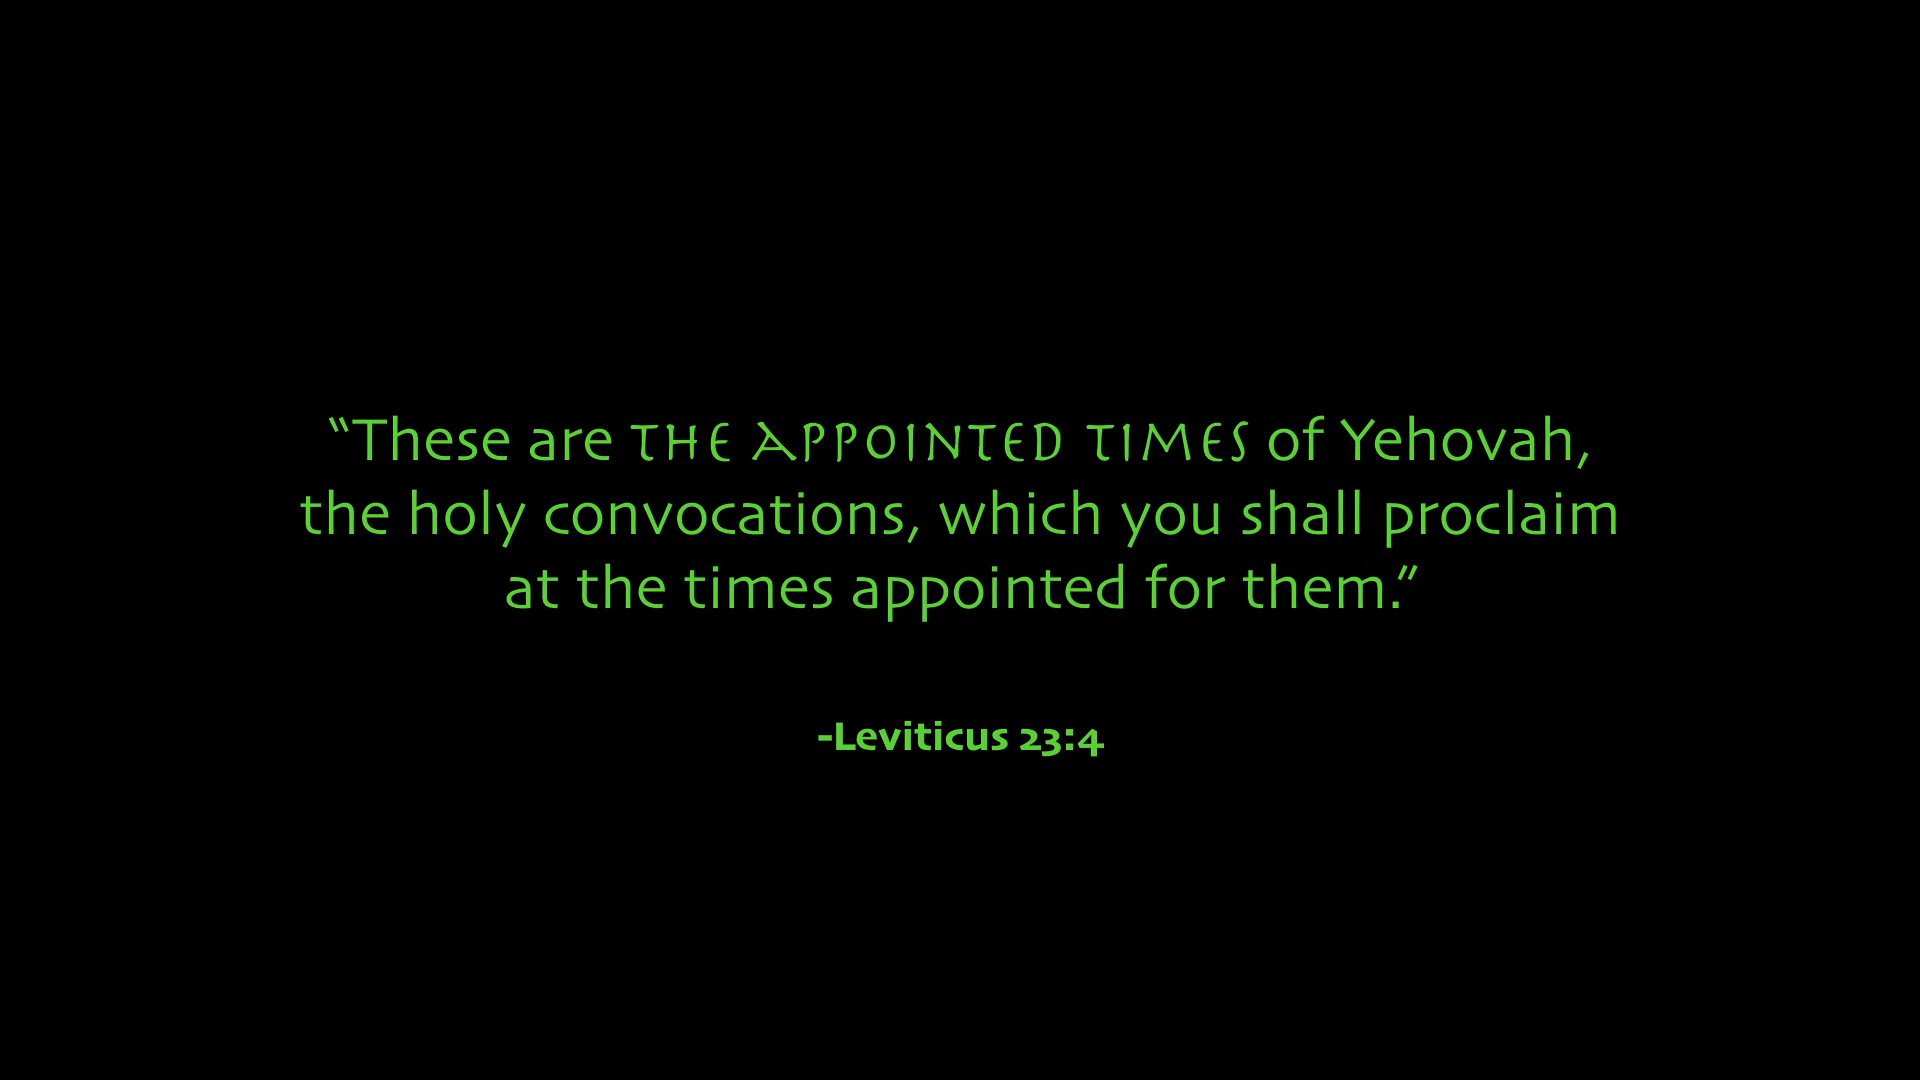 “These are THE APPOINTED TIMES of Yehovah,
the holy convocations, which you shall proclaim
at the times appointed for them.”
-Leviticus 23:4